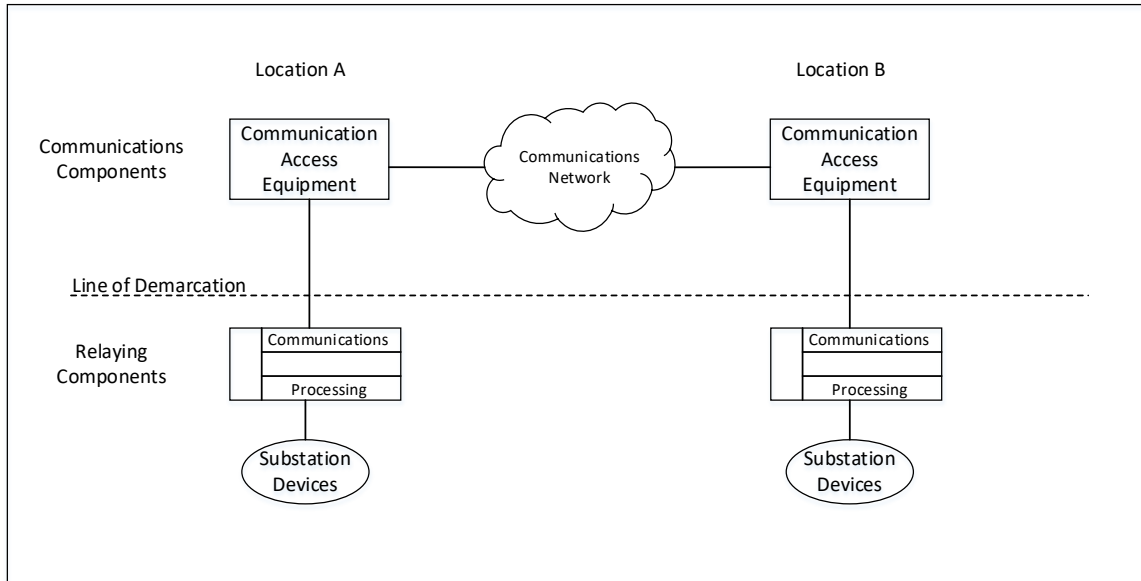 Location A
Location B
Communications
Components
Communication
Access
Equipment
Communications
Network
Communication
Access
Equipment
Line of Demarcation
Relaying
Components
Communications
Processing
Communications
Processing
Substation
Devices
Substation
Devices